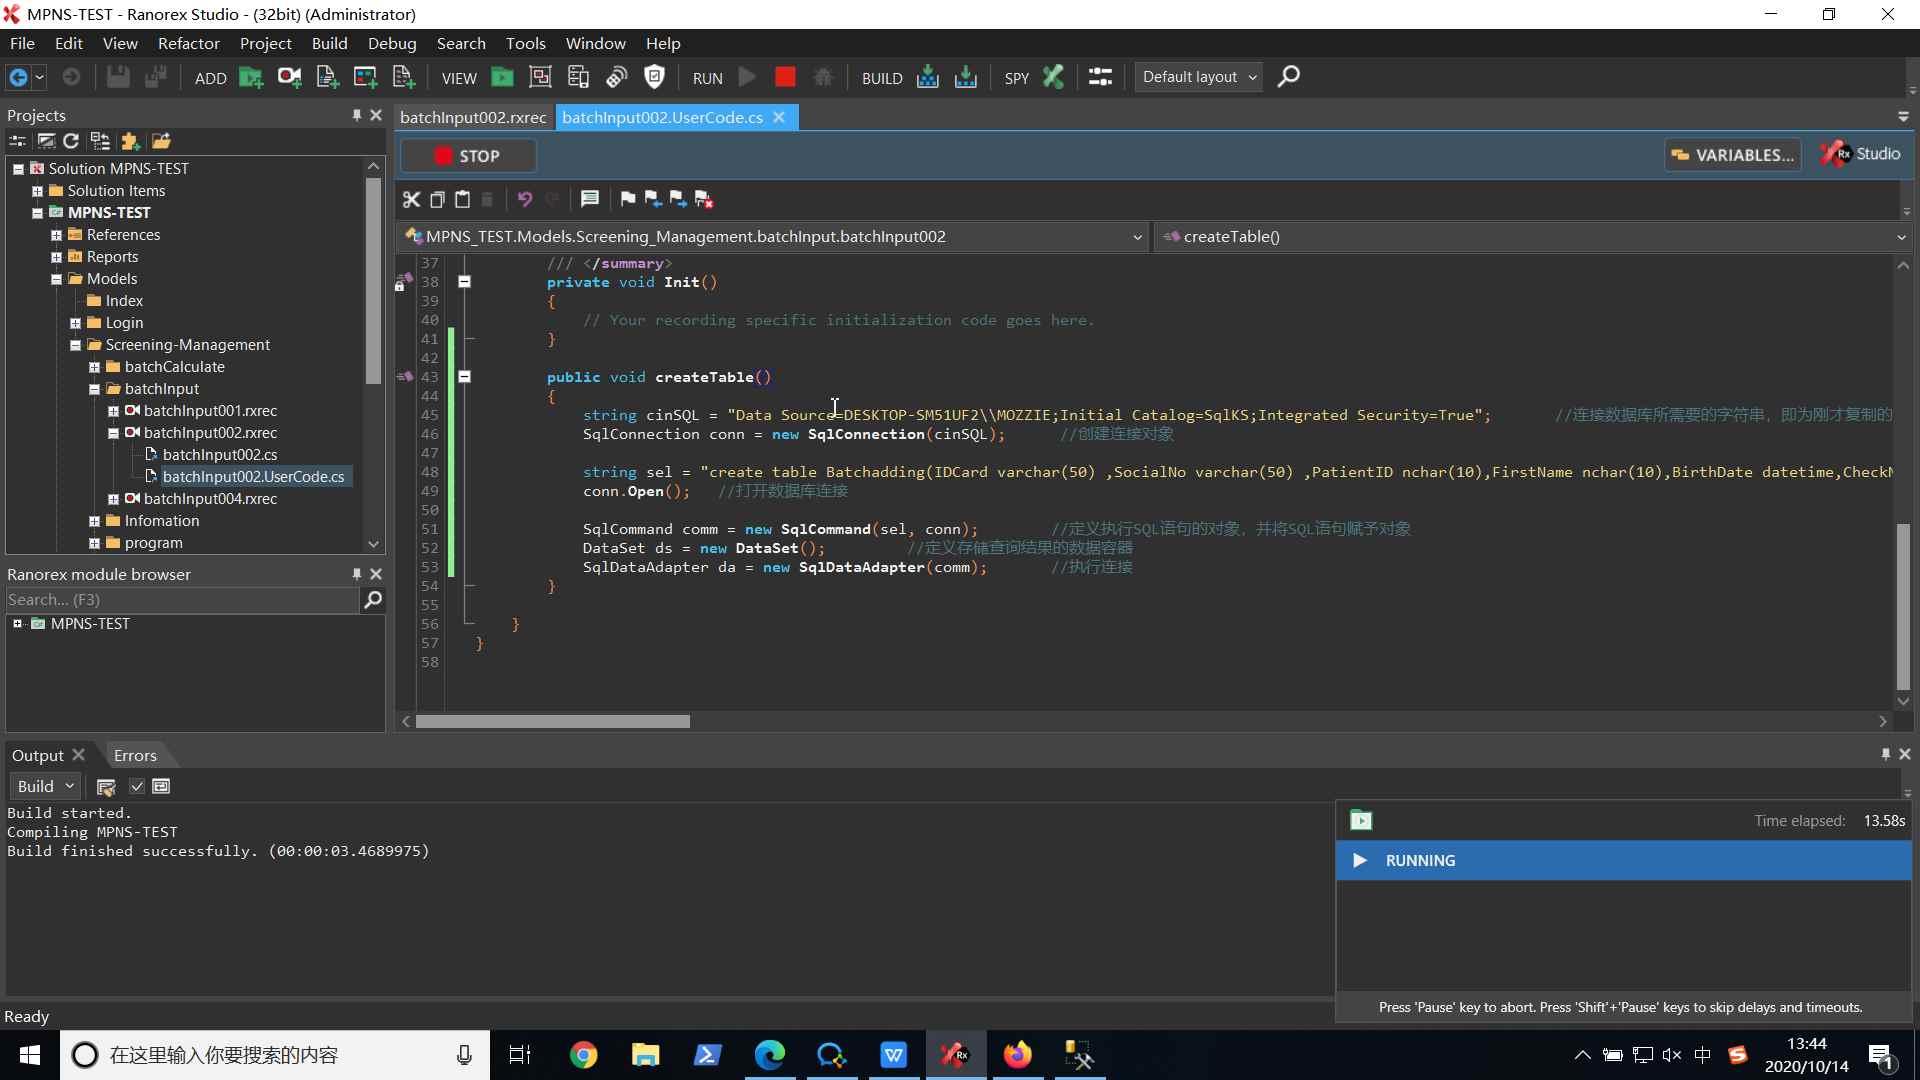 MPNS-TEST - Ranorex Studio - (32bit) (Administrator)
File Edit View Refactor Project Build Debug Search Tools Window Help
ADD VIEW RUN BUILD SPY Default layout
Projects
Solution MPNS-TEST
Solution Items
MPNS-TEST
References
Reports
Models
Index
Login
Screening-Management
batchCalculate
batchInput
batchInput001.rxrec
batchInput002.rxrec
batchInput002.cs
batchInput002.UserCode.cs
batchInput004.rxrec
Infomation
program
Ranorex module browser
Search... (F3)
MPNS-TEST
batchInput002.rxrec batchInput002.UserCode.cs
STOP VARIABLES... Rx Studio
MPNS_TEST.Models.Screening_Management.batchInput.batchInput002 createTable()
37 /// </summary>
38 private void Init()
39 {
40 // Your recording specific initialization code goes here.
41 }
42
43 public void createTable()
44 {
45 string cinSQL = "Data Source=DESKTOP-SM51UF2\\MOZZIE;Initial Catalog=SqlKS;Integrated Security=True"; //连接数据库所需要的字符串，即为刚才复制的
46 SqlConnection conn = new SqlConnection(cinSQL); //创建连接对象
47
48 string sel = "create table Batchadding(IDCard varchar(50) ,SocialNo varchar(50) ,PatientID nchar(10),FirstName nchar(10),BirthDate datetime,Check
49 conn.Open(); //打开数据库连接
50
51 SqlCommand comm = new SqlCommand(sel, conn); //定义执行SQL语句的对象，并将SQL语句赋予对象
52 DataSet ds = new DataSet(); //定义存储查询结果的数据容器
53 SqlDataAdapter da = new SqlDataAdapter(comm); //执行连接
54 }
55
56 }
57 }
58
Output Errors
Build
Build started.
Compiling MPNS-TEST
Build finished successfully. (00:00:03.4689975)
Time elapsed: 13.58s
RUNNING
Press 'Pause' key to abort. Press 'Shift'+'Pause' keys to skip delays and timeouts.
Ready
在这里输入你要搜索的内容
中
13:44
2020/10/14
1